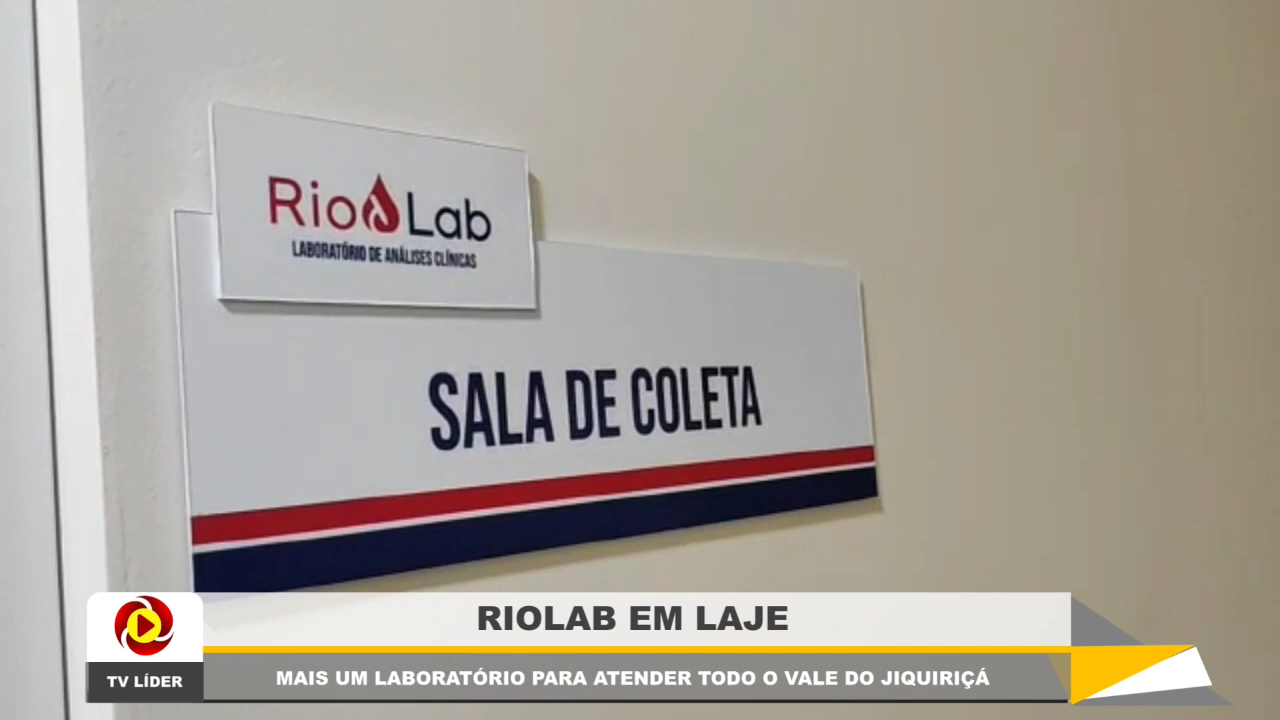 Rio Lab
LABORATÓRIO DE ANÁLISES CLÍNICAS
SALA DE COLETA
RIOLAB EM LAJE
TV LÍDER
MAIS UM LABORATÓRIO PARA ATENDER TODO O VALE DO JIQUIRIÇÁ